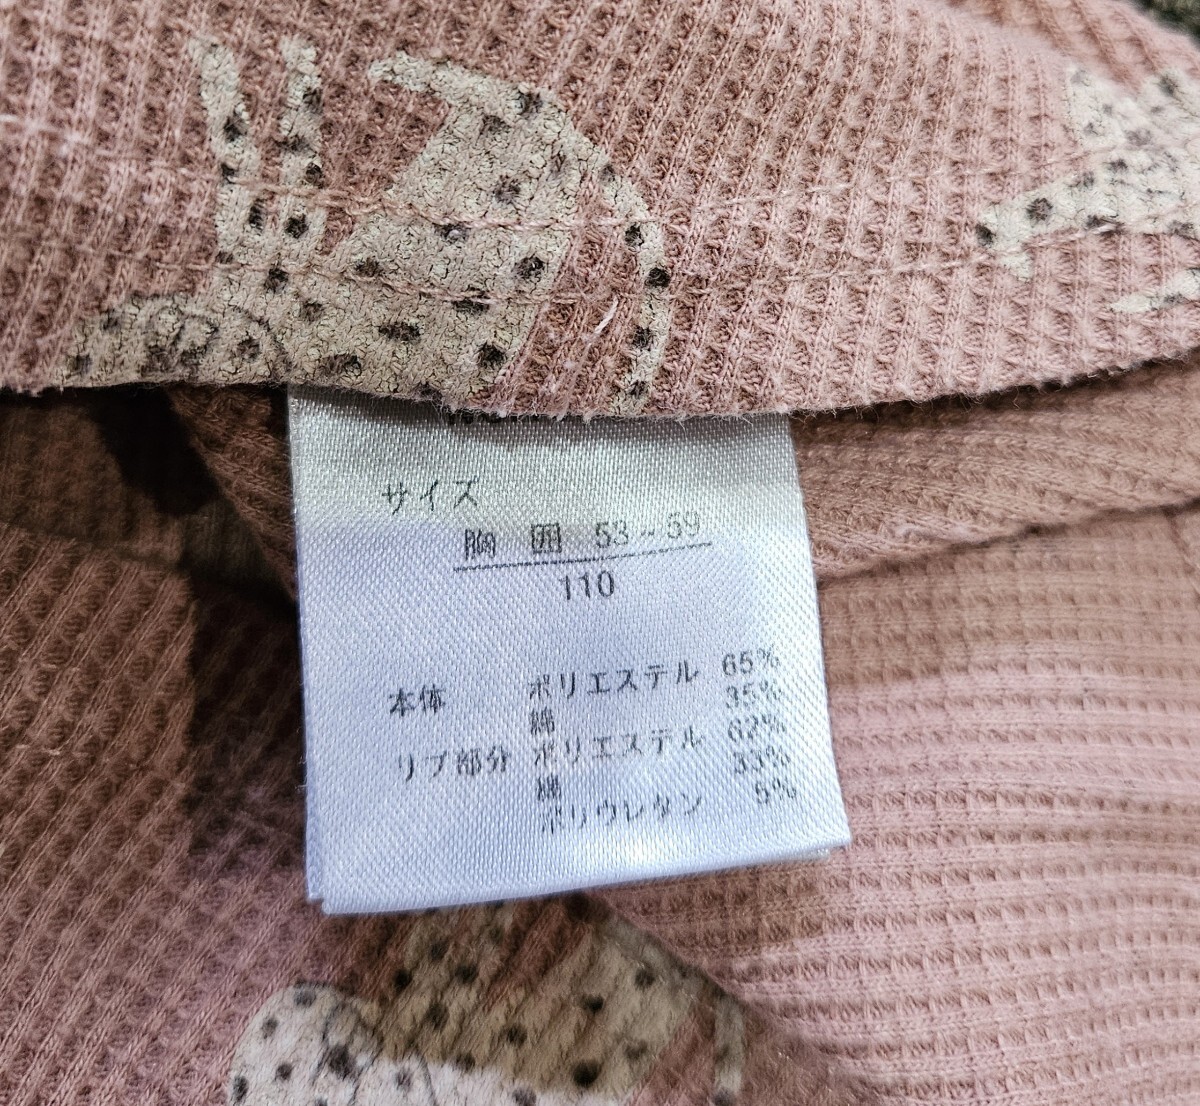 サイズ
胸 囲 53~59
110
本体 ポリエステル 65%
綿 35%
リブ部分 ポリエステル 62%
綿 33%
ポリウレタン 5%